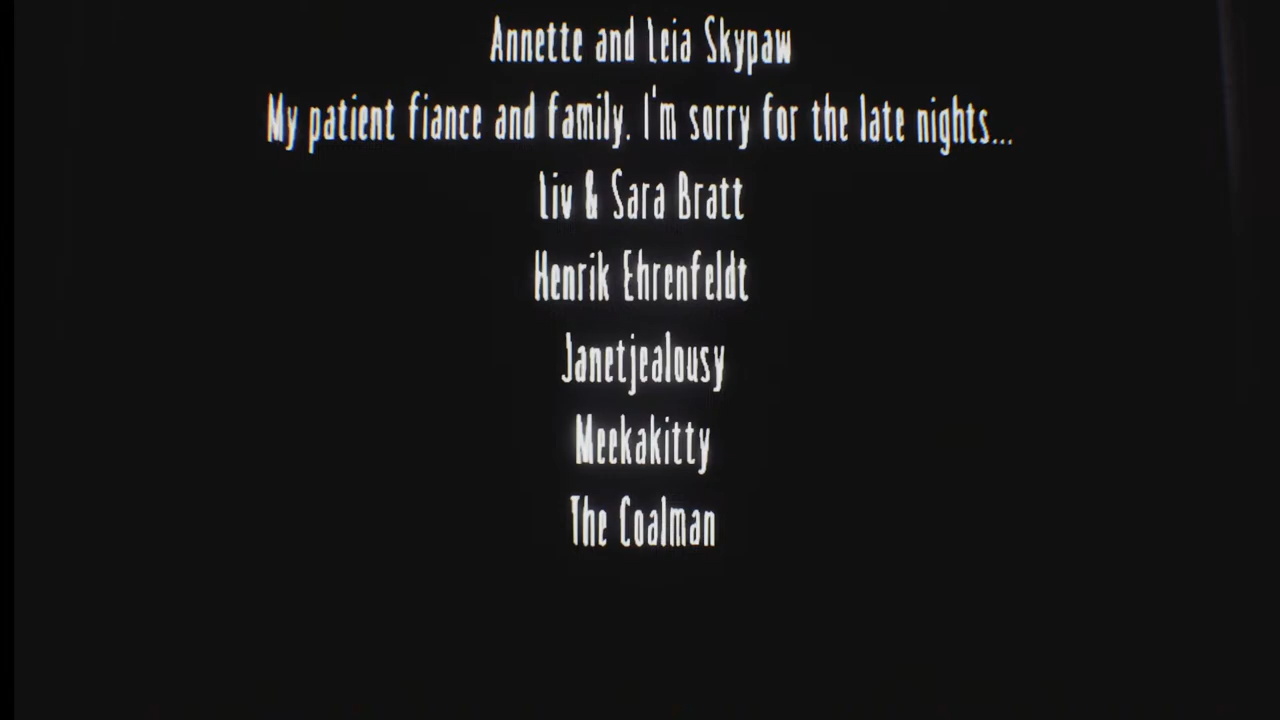 Annette and Leia Skypaw
My patient fiance and family. I'm sorry for the late nights...
Liv & Sara Bratt
Henrik Ehrenfeldt
Janetjealousy
Meekakitty
The Coalman